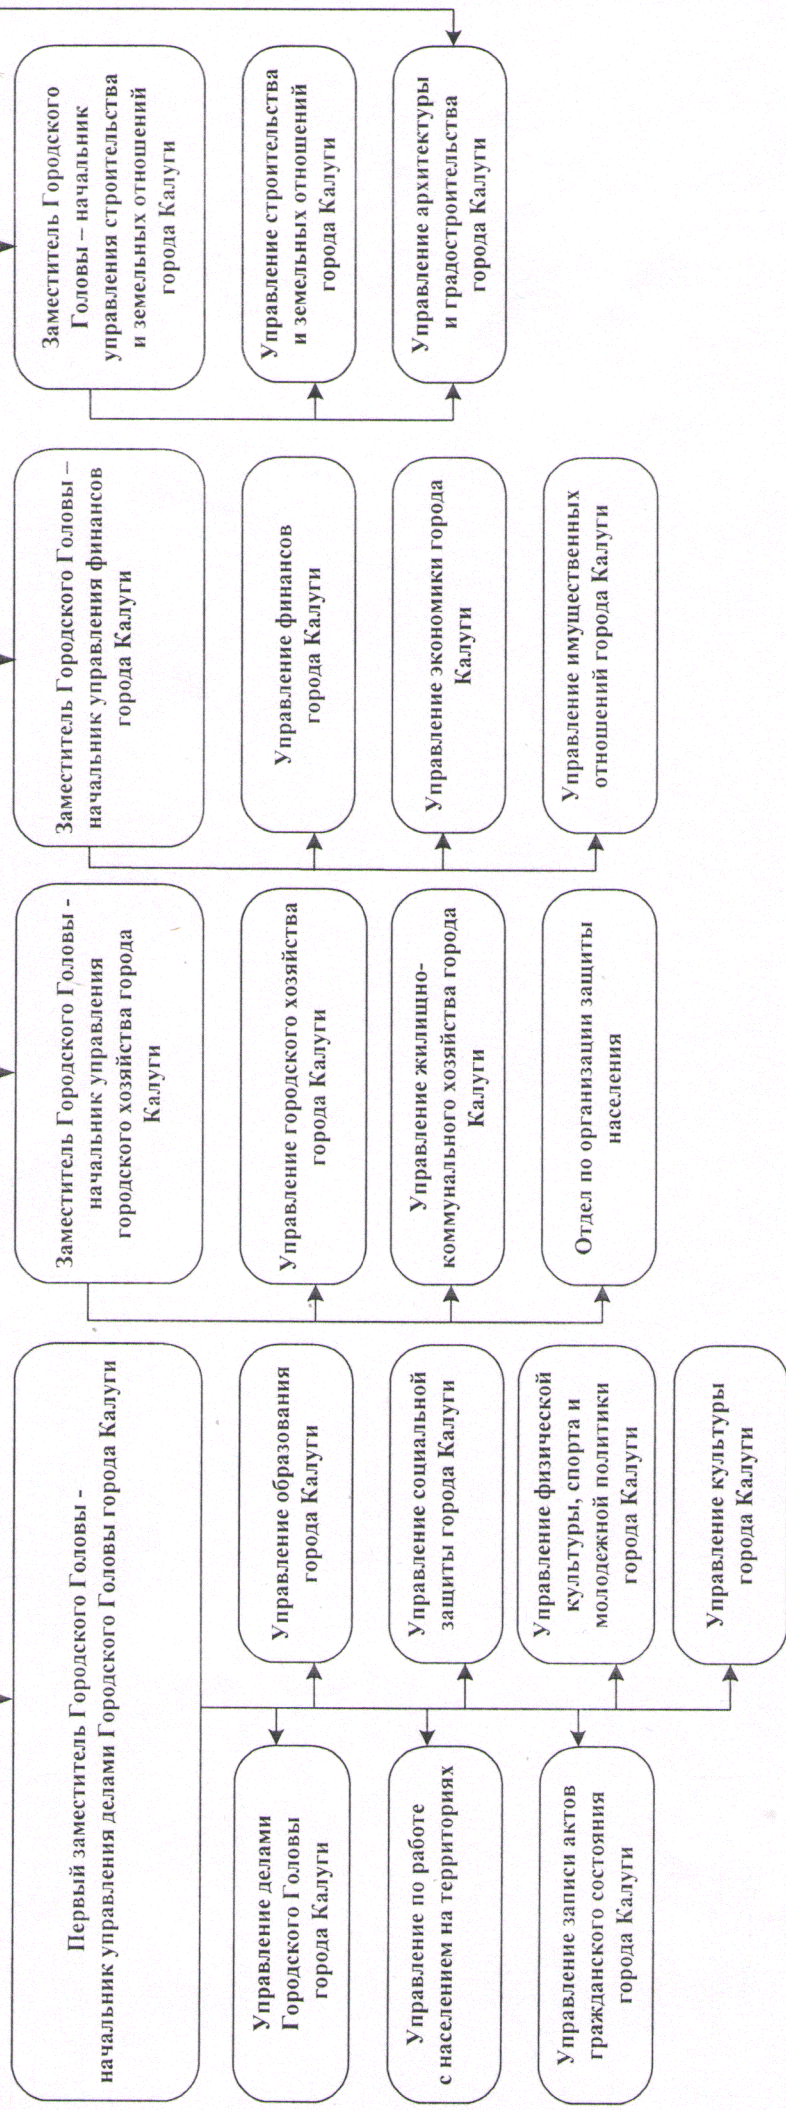 Первый заместитель Городского Головы -
начальник управления делами Городского Головы города Калуги
Управление делами
Городского Головы
города Калуги
Управление по работе
с населением на территориях
Управление записи актов
гражданского состояния
города Калуги
Управление образования
города Калуги
Управление социальной
защиты города Калуги
Управление физической
культуры, спорта и
молодежной политики
города Калуги
Управление культуры
города Калуги
Заместитель Городского Головы -
начальник управления
городского хозяйства города
Калуги
Управление городского хозяйства
города Калуги
Управление жилищно-
коммунального хозяйства города
Калуги
Отдел по организации защиты
населения
Заместитель Городского Головы –
начальник управления финансов
города Калуги
Управление финансов
города Калуги
Управление экономики города
Калуги
Управление имущественных
отношений города Калуги
Заместитель Городского
Головы – начальник
управления строительства
и земельных отношений
города Калуги
Управление строительства
и земельных отношений
города Калуги
Управление архитектуры
и градостроительства
города Калуги